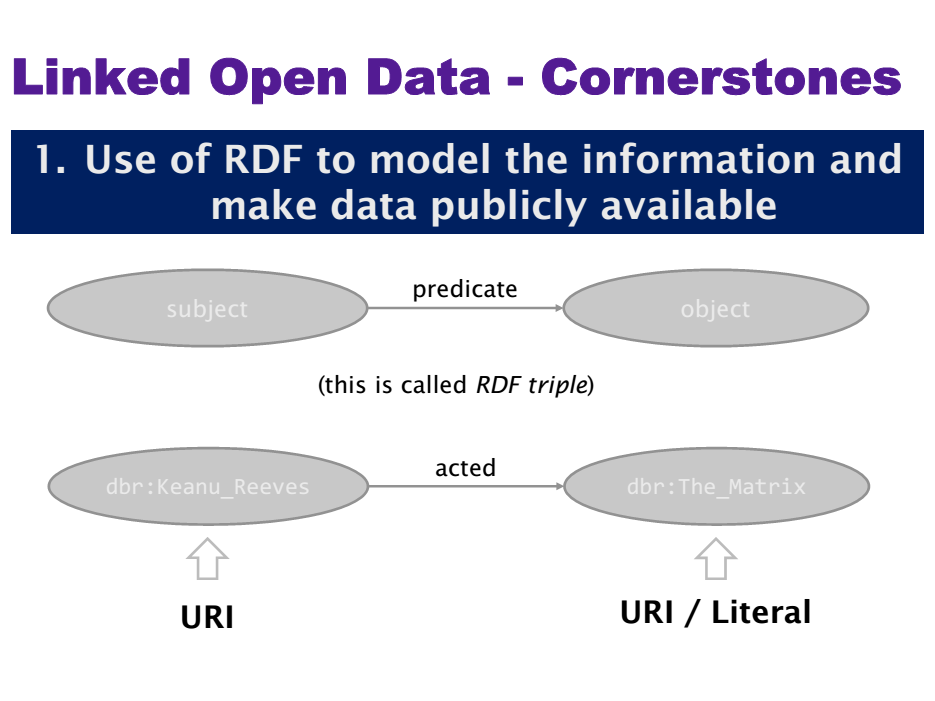 Linked Open Data - Cornerstones
1. Use of RDF to model the information and
make data publicly available
subject
predicate
object
(this is called RDF triple)
dbr:Keanu_Reeves
acted
dbr:The_Matrix
URI
URI / Literal